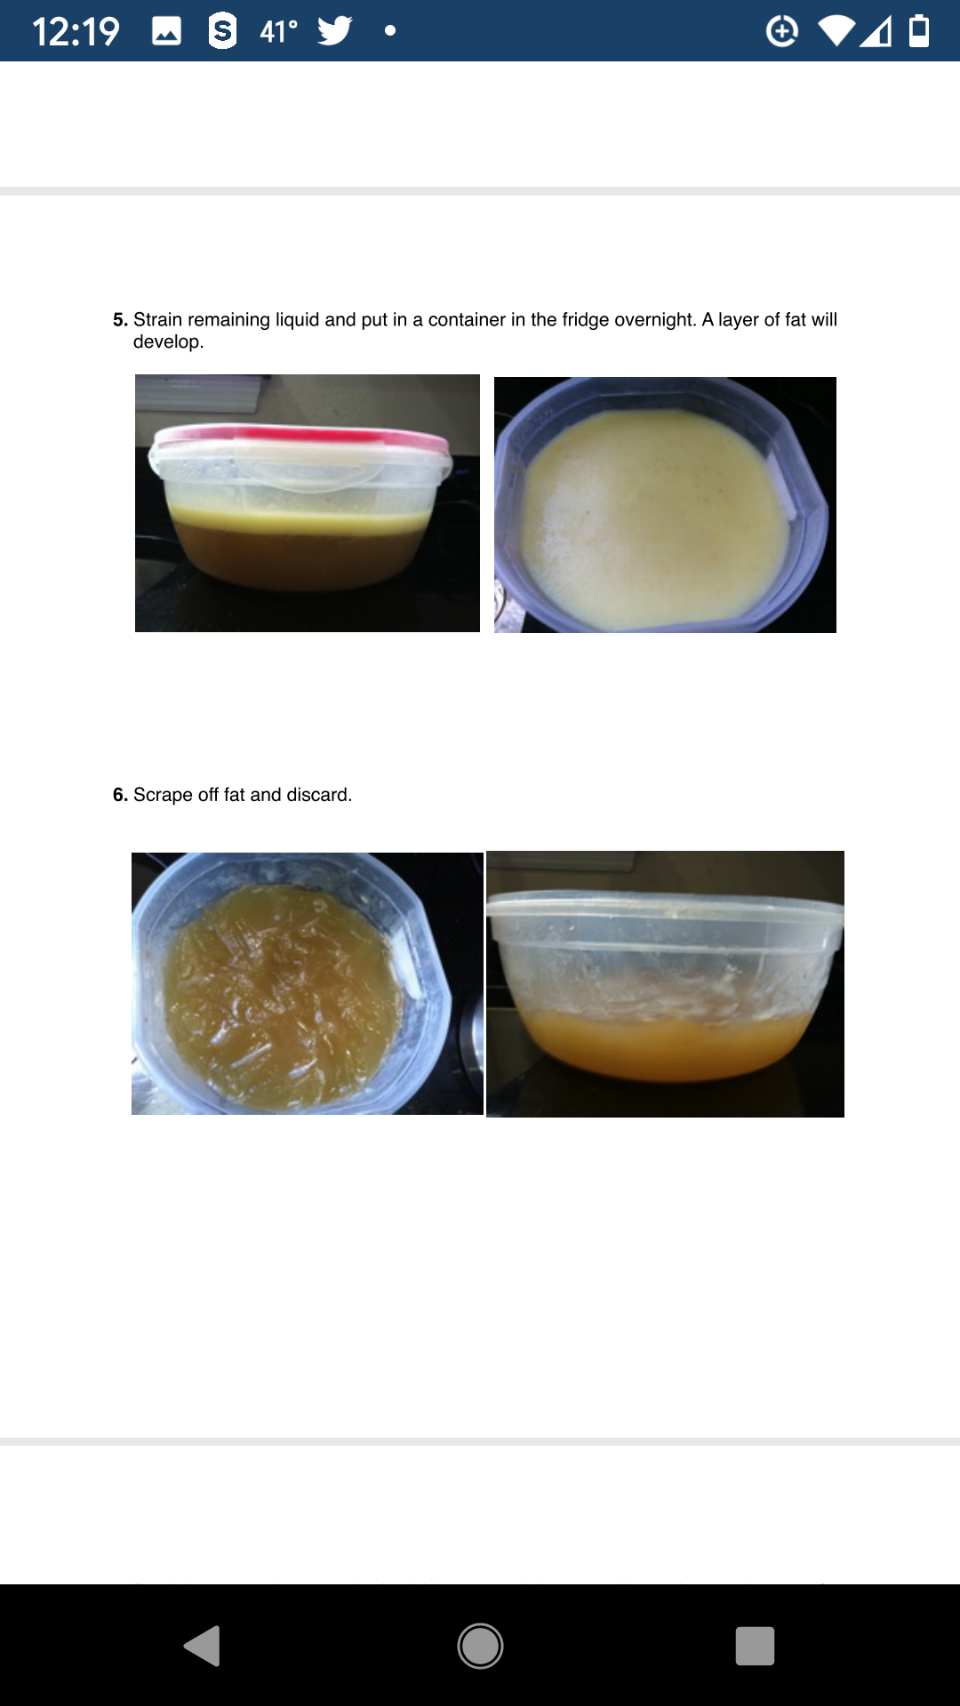 12:19 S 41°
5. Strain remaining liquid and put in a container in the fridge overnight. A layer of fat will
develop.
6. Scrape off fat and discard.